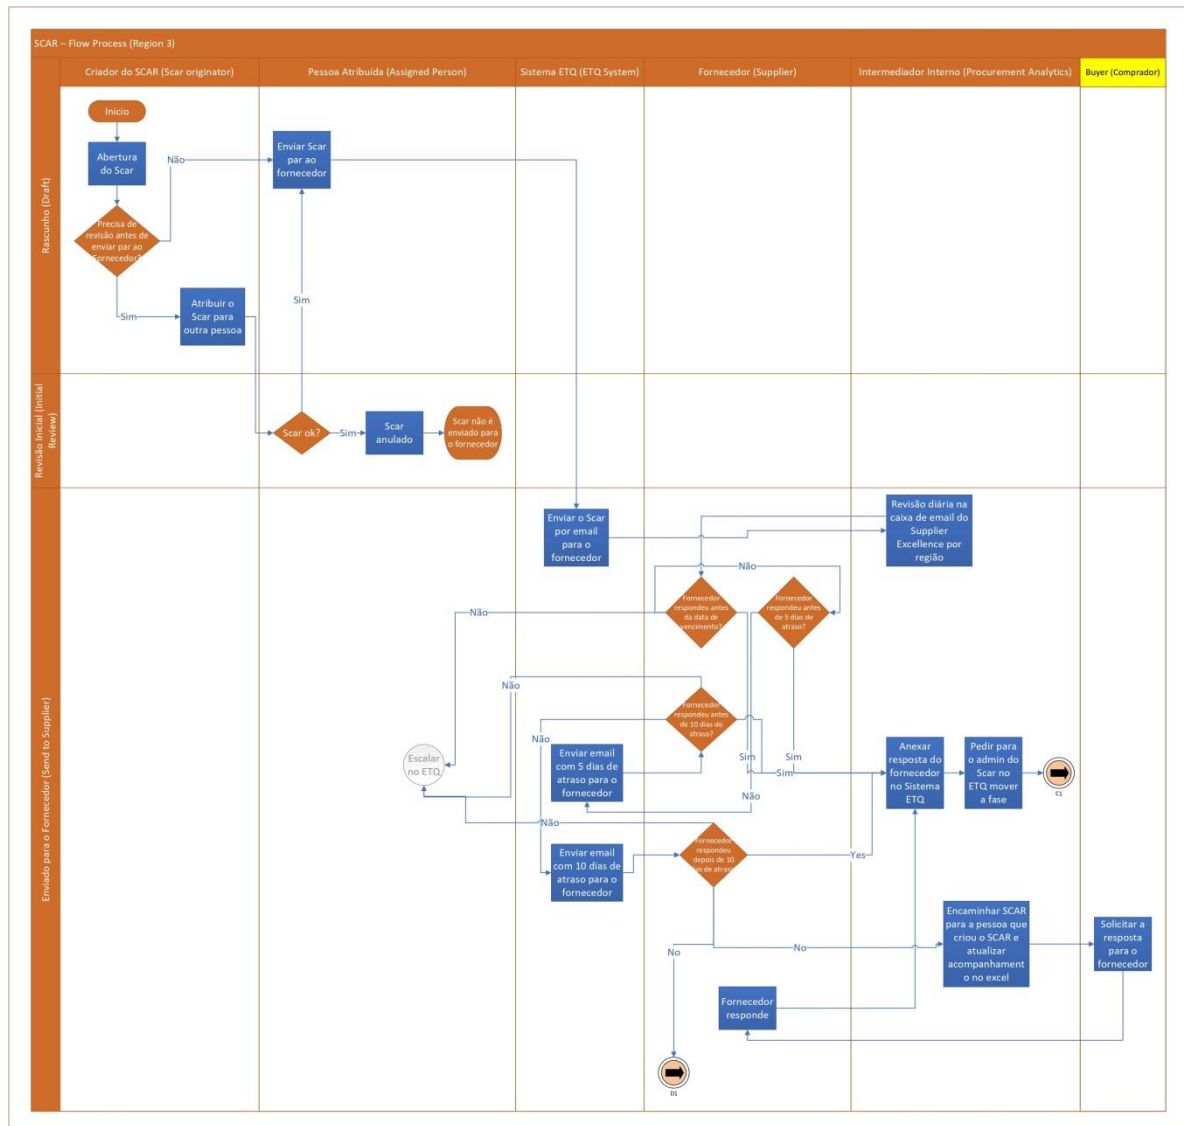 SCAR – Flow Process (Region 3)
Criador do SCAR (Scar originator)
Pessoa Atribuída (Assigned Person)
Sistema ETQ (ETQ System)
Fornecedor (Supplier)
Intermediador Interno (Procurement Analytics)
Buyer (Comprador)
Rascunho (Draft)
Inicio
Abertura
do Scar
Precisa de
revisão antes de
enviar par ao
Fornecedor?
Não
Sim
Atribuir o
Scar para
outra pessoa
Enviar Scar
par ao
fornecedor
Sim
Revisão Inicial (Initial
Review)
Scar ok?
Sim
Scar
anulado
Scar não é
enviado para
o fornecedor
Enviado para o Fornecedor (Send to Supplier)
Enviar o Scar
por email
para o
fornecedor
Revisão diária na
caixa de email do
Supplier
Excellence por
região
Não
Fornecedor
respondeu antes
da data de
vencimento?
Fornecedor
respondeu antes
de 5 dias de
atraso?
Não
Não
Fornecedor
respondeu antes
de 10 dias de
atraso?
Não
Escalar
no ETQ
Enviar email
com 5 dias de
atraso para o
fornecedor
Sim
Sim
Sim
Não
Anexar
resposta do
fornecedor
no Sistema
ETQ
Pedir para
o admin do
Scar no
ETQ mover
a fase
C1
Não
Enviar email
com 10 dias de
atraso para o
fornecedor
Fornecedor
respondeu
depois de 10
de atraso
Yes
No
No
Encaminhar SCAR
para a pessoa que
criou o SCAR e
atualizar
acompanhament
o no excel
Solicitar a
resposta
para o
fornecedor
Fornecedor
responde
D1